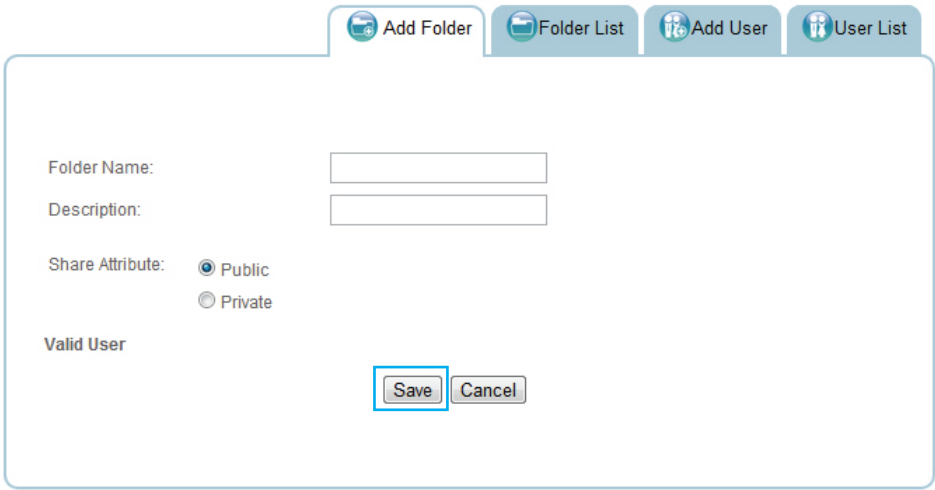 Add Folder Folder List Add User User List
Folder Name:
Description:
Share Attribute: Public
Private
Valid User
Save Cancel